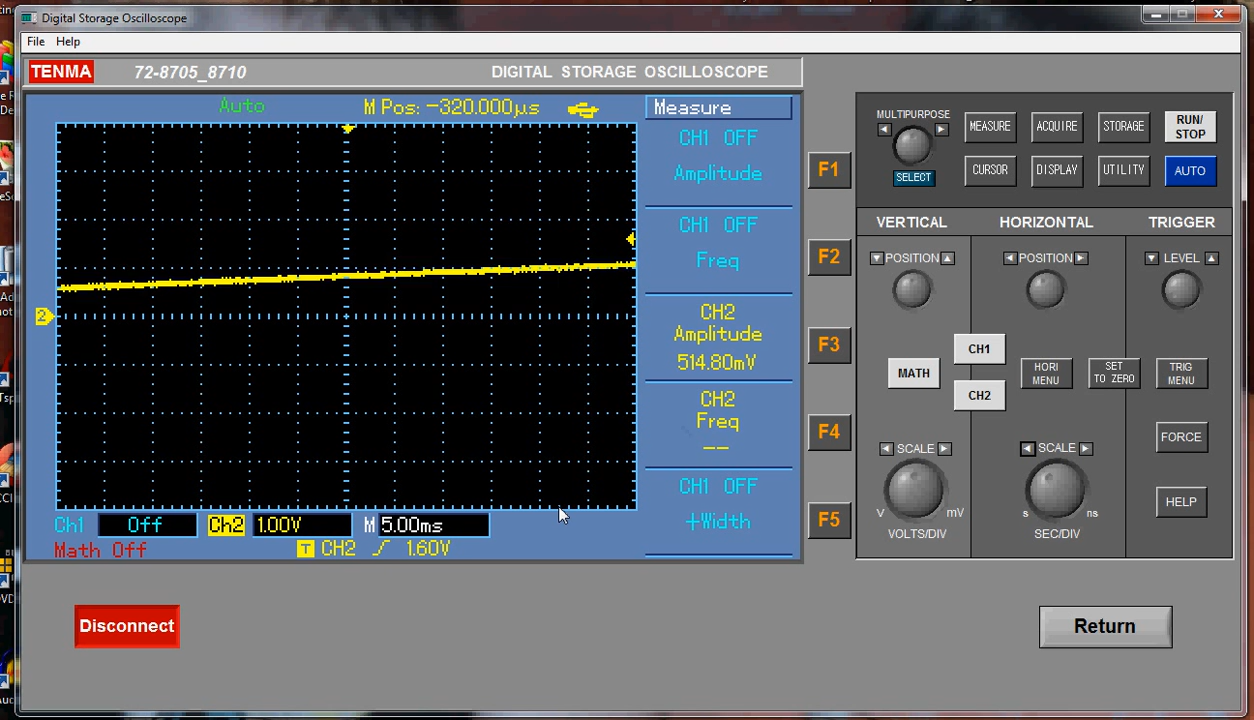 Digital Storage Oscilloscope
File Help
TENMA 72-8705_8710 DIGITAL STORAGE OSCILLOSCOPE
Auto M Pos: -320.000µs Measure
CH1 OFF
Amplitude
F1
CH1 OFF
Freq
F2
CH2
Amplitude
514.80mV
F3
CH2
Freq
--
F4
CH1 OFF
+Width
F5
2
Ch1 Off Ch2 1.00V M 5.00ms
Math Off T CH2 1.60V
MULTIPURPOSE
SELECT
MEASURE ACQUIRE STORAGE RUN/
STOP
CURSOR DISPLAY UTILITY AUTO
VERTICAL HORIZONTAL TRIGGER
POSITION POSITION LEVEL
CH1
MATH
CH2
HORI
MENU
SET
TO ZERO
TRIG
MENU
FORCE
SCALE SCALE
HELP
V mV s ns
VOLTS/DIV SEC/DIV
Disconnect Return